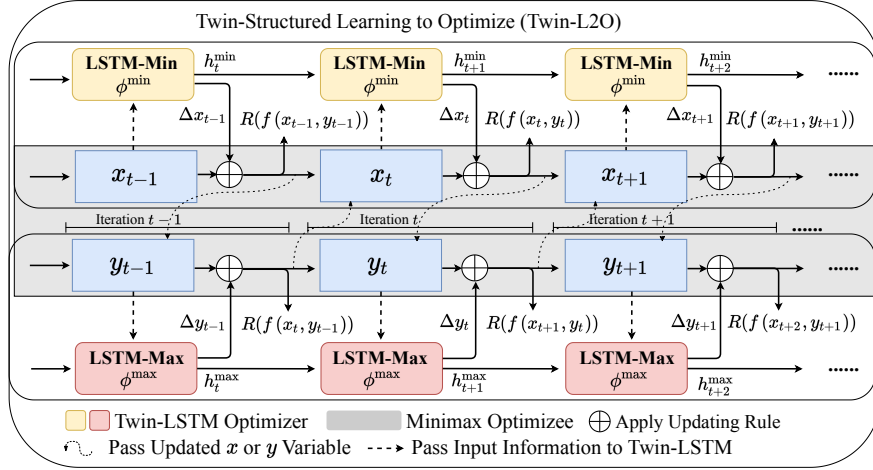 Twin-Structured Learning to Optimize (Twin-L2O)
LSTM-Min φ^min h_t^min LSTM-Min φ^min h_{t+1}^min LSTM-Min φ^min h_{t+2}^min ......
Δx_{t-1} R(f(x_{t-1}, y_{t-1})) Δx_t R(f(x_t, y_t)) Δx_{t+1} R(f(x_{t+1}, y_{t+1}))
x_{t-1} x_t x_{t+1} ......
Iteration t − 1 Iteration t Iteration t + 1 ......
y_{t-1} y_t y_{t+1} ......
Δy_{t-1} R(f(x_t, y_{t-1})) Δy_t R(f(x_{t+1}, y_t)) Δy_{t+1} R(f(x_{t+2}, y_{t+1}))
LSTM-Max φ^max h_t^max LSTM-Max φ^max h_{t+1}^max LSTM-Max φ^max h_{t+2}^max ......
Twin-LSTM Optimizer Minimax Optimizee Apply Updating Rule
Pass Updated x or y Variable Pass Input Information to Twin-LSTM